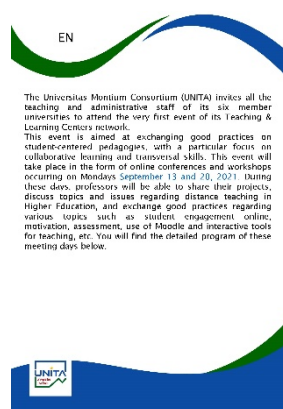 EN
The Universitas Montium Consortium (UNITA) invites all the
teaching and administrative staff of its six member
universities to attend the very first event of its Teaching &
Learning Centers network.
This event is aimed at exchanging good practices on
student-centered pedagogies, with a particular focus on
collaborative learning and transversal skills. This event will
take place in the form of online conferences and workshops
occurring on Mondays September 13 and 20, 2021. During
these days, professors will be able to share their projects,
discuss topics and issues regarding distance teaching in
Higher Education, and exchange good practices regarding
various topics such as student engagement online,
motivation, assessment, use of Moodle and interactive tools
for teaching, etc. You will find the detailed program of these
meeting days below.
UNITA